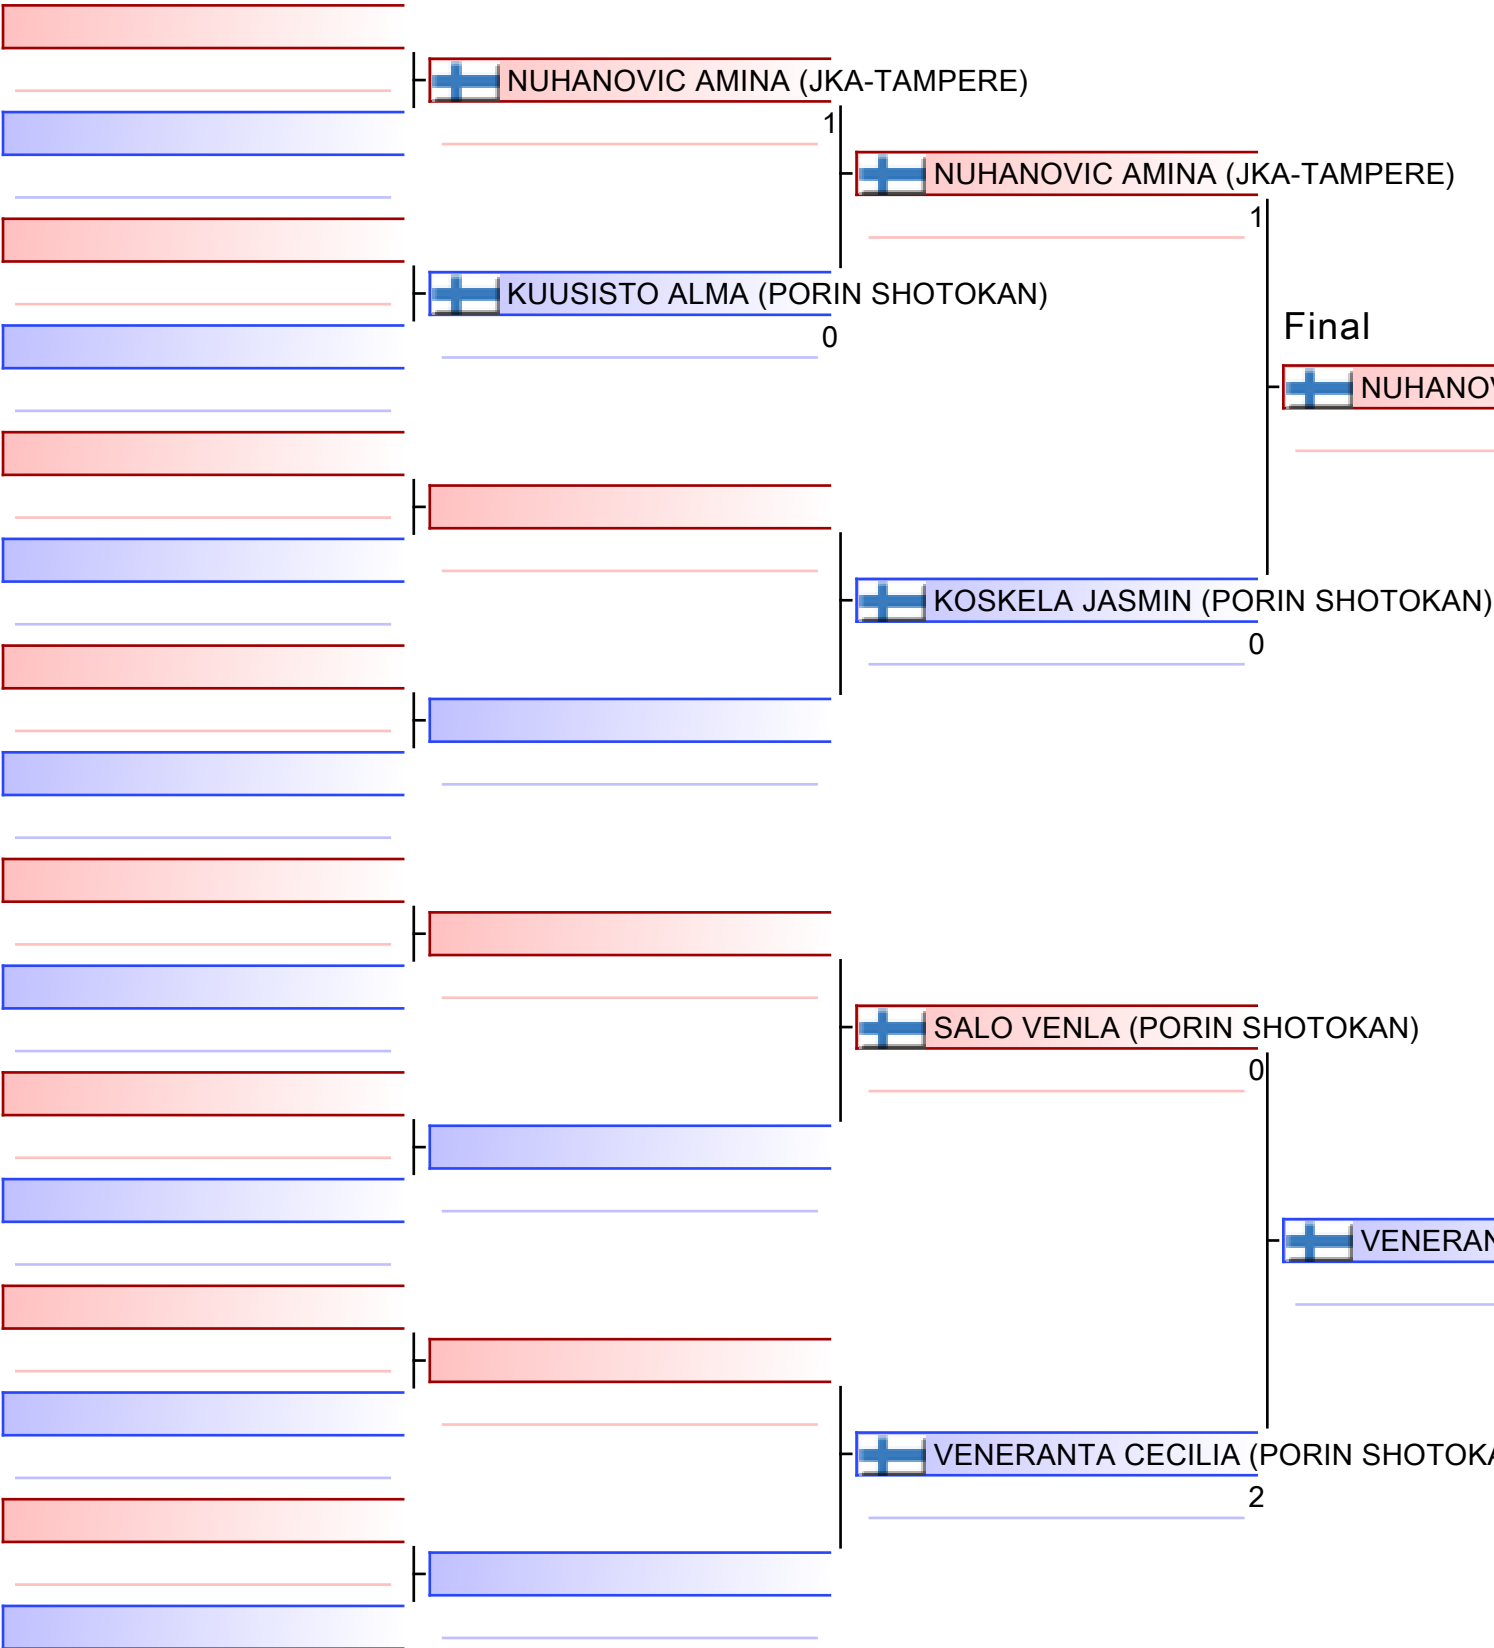 NUHANOVIC AMINA (JKA-TAMPERE)
1
NUHANOVIC AMINA (JKA-TAMPERE)
1
KUUSISTO ALMA (PORIN SHOTOKAN)
0
Final
KOSKELA JASMIN (PORIN SHOTOKAN)
0
SALO VENLA (PORIN SHOTOKAN)
0
VENERANTA CECILIA (PORIN
2